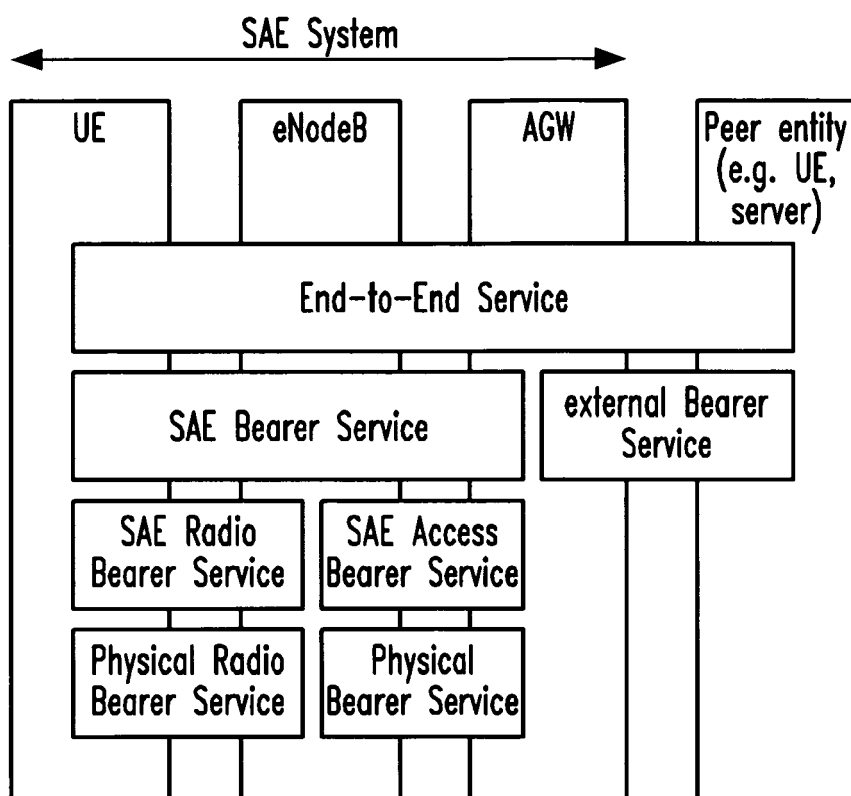 SAE System
UE
eNodeB
AGW
Peer entity
(e.g. UE,
server)
End-to-End Service
SAE Bearer Service
external Bearer
Service
SAE Radio
Bearer Service
SAE Access
Bearer Service
Physical Radio
Bearer Service
Physical
Bearer Service